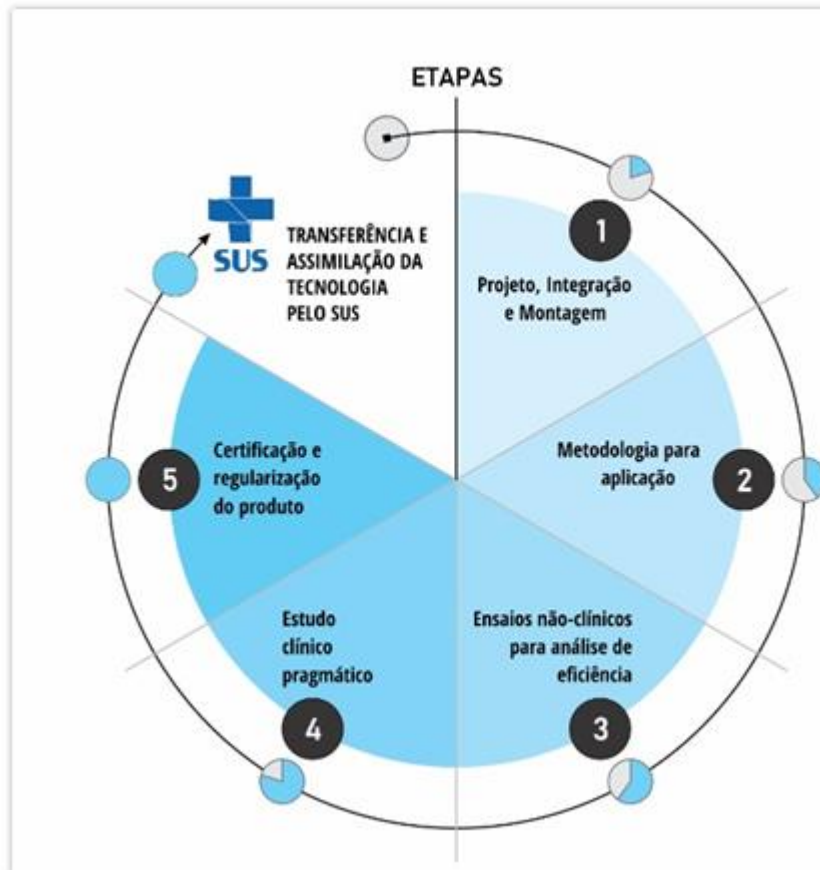 ETAPAS
1
Projeto, Integração
e Montagem
2
Metodologia para
aplicação
3
Ensaios não-clínicos
para análise de
eficiência
4
Estudo
clínico
pragmático
5
Certificação e
regularização
do produto
SUS
TRANSFERÊNCIA E
ASSIMILAÇÃO DA
TECNOLOGIA
PELO SUS